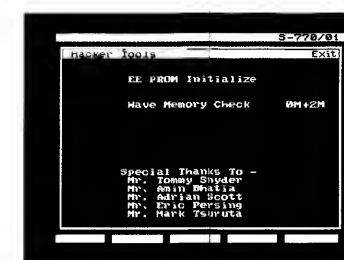 S-770/01
Hacker Tools Exit
EE PROM Initialize
Wave Memory Check 0M+2M
Special Thanks To -
Mr. Tommy Snyder
Mr. Amin Bhatia
Mr. Adrian Scott
Mr. Eric Persing
Mr. Mark Tsuruta